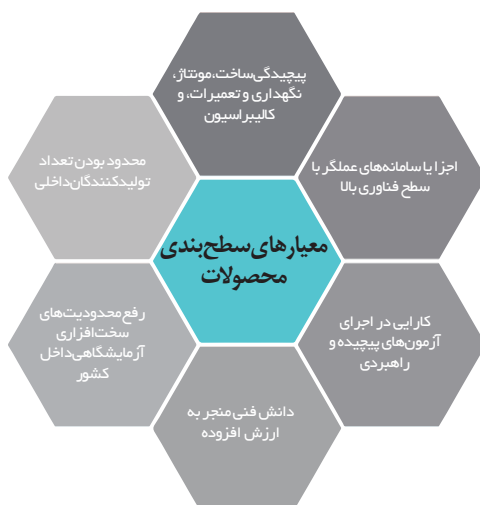 معیارهای سطح‌بندی
محصولات
پیچیدگی ساخت، مونتاژ،
نگهداری و تعمیرات، و
کالیبراسیون
اجزا یا سامانه‌های عملگر با
سطح فناوری بالا
کارایی در اجرای
آزمون‌های پیچیده و
راهبردی
دانش فنی منجر به
ارزش افزوده
رفع محدودیت‌های
سخت‌افزاری
آزمایشگاهی داخل
کشور
محدود بودن تعداد
تولیدکنندگان داخلی